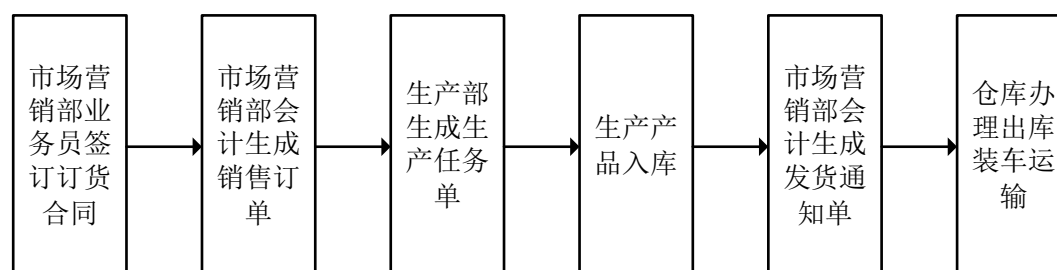 市场营
销部业
务员签
订订货
合同
市场营
销部会
计生成
销售订
单
生产部
生成生
产任务
单
生产产
品入库
市场营
销部会
计生成
发货通
知单
仓库办
理出库
装车运
输